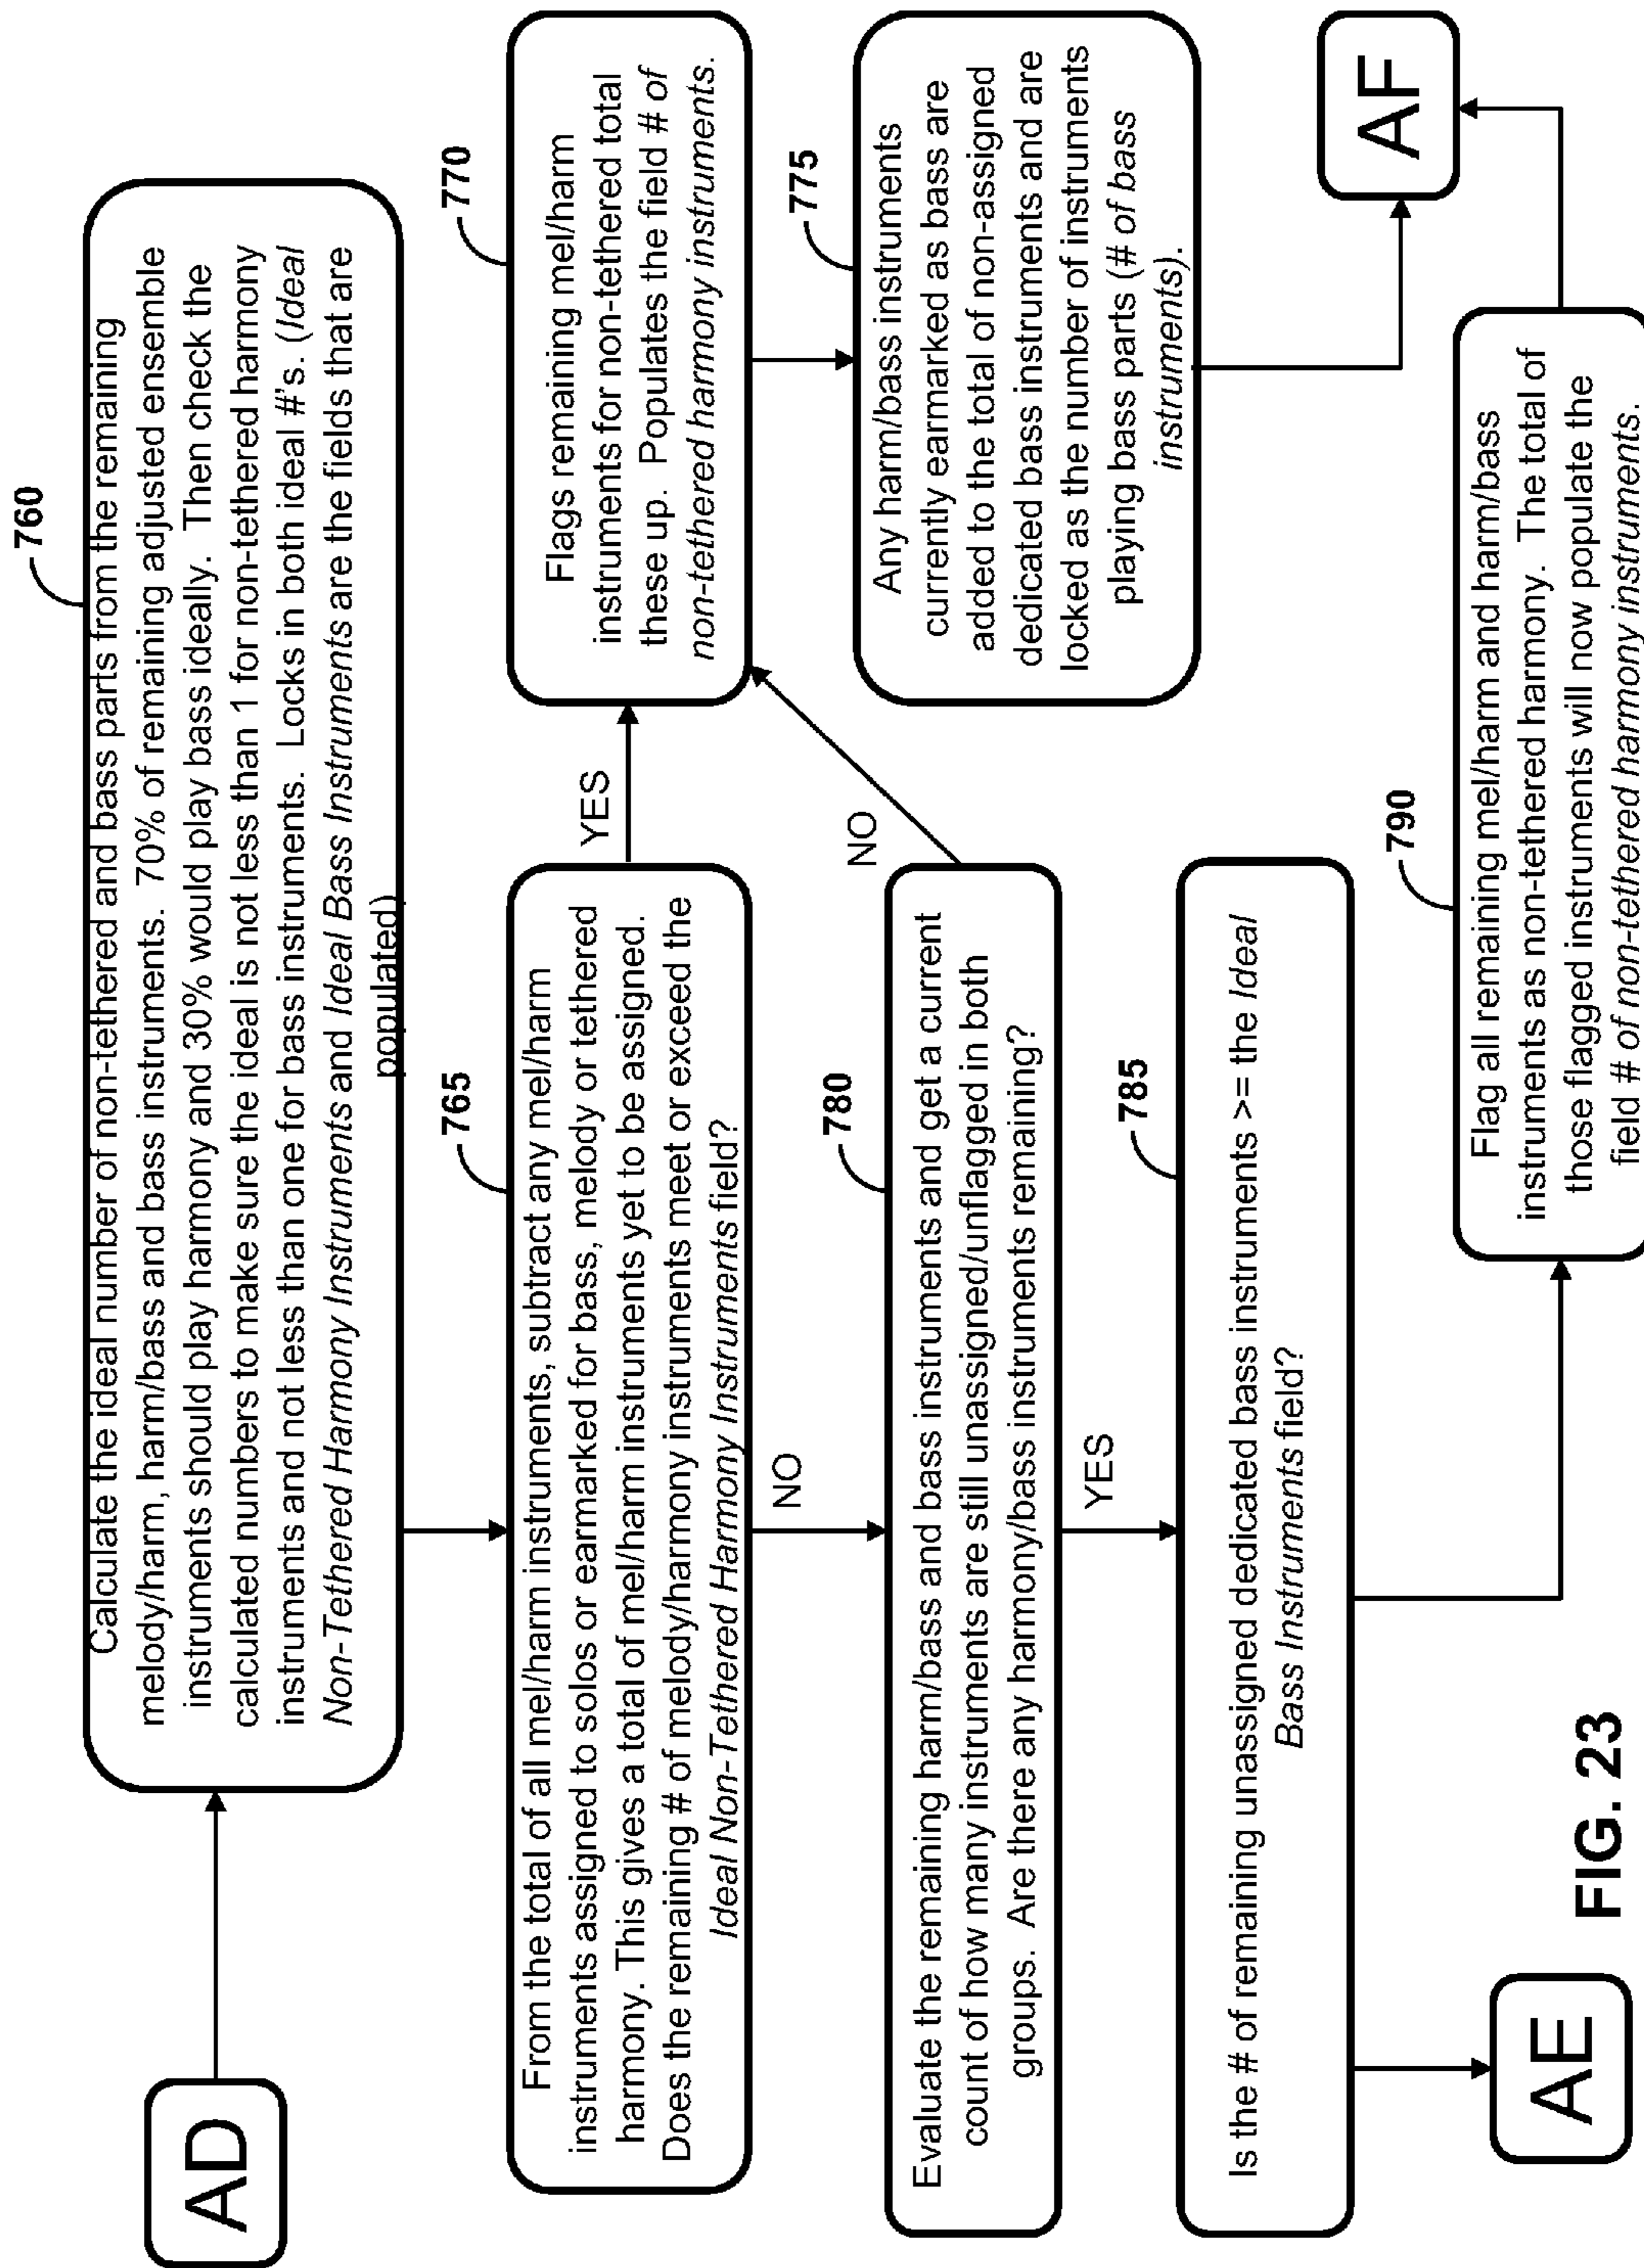 AD
760
Calculate the ideal number of non-tethered and bass parts from the remaining
melody/harm, harm/bass and bass instruments.  70% of remaining adjusted ensemble
instruments should play harmony and 30% would play bass ideally.  Then check the
calculated numbers to make sure the ideal is not less than 1 for non-tethered harmony
instruments and not less than one for bass instruments.  Locks in both ideal #'s. (Ideal
Non-Tethered Harmony Instruments and Ideal Bass Instruments are the fields that are
populated)
765
From the total of all mel/harm instruments, subtract any mel/harm
instruments assigned to solos or earmarked for bass, melody or tethered
harmony. This gives a total of mel/harm instruments yet to be assigned.
Does the remaining # of melody/harmony instruments meet or exceed the
Ideal Non-Tethered Harmony Instruments field?
YES
770
Flags remaining mel/harm
instruments for non-tethered total
these up.  Populates the field # of
non-tethered harmony instruments.
NO
780
Evaluate the remaining harm/bass and bass instruments and get a current
count of how many instruments are still unassigned/unflagged in both
groups.  Are there any harmony/bass instruments remaining?
NO
775
Any harm/bass instruments
currently earmarked as bass are
added to the total of non-assigned
dedicated bass instruments and are
locked as the number of instruments
playing bass parts (# of bass
instruments).
YES
785
Is the # of remaining unassigned dedicated bass instruments >= the Ideal
Bass Instruments field?
790
Flag all remaining mel/harm and harm/bass
instruments as non-tethered harmony.  The total of
those flagged instruments will now populate the
field # of non-tethered harmony instruments.
AF
AE
FIG. 23